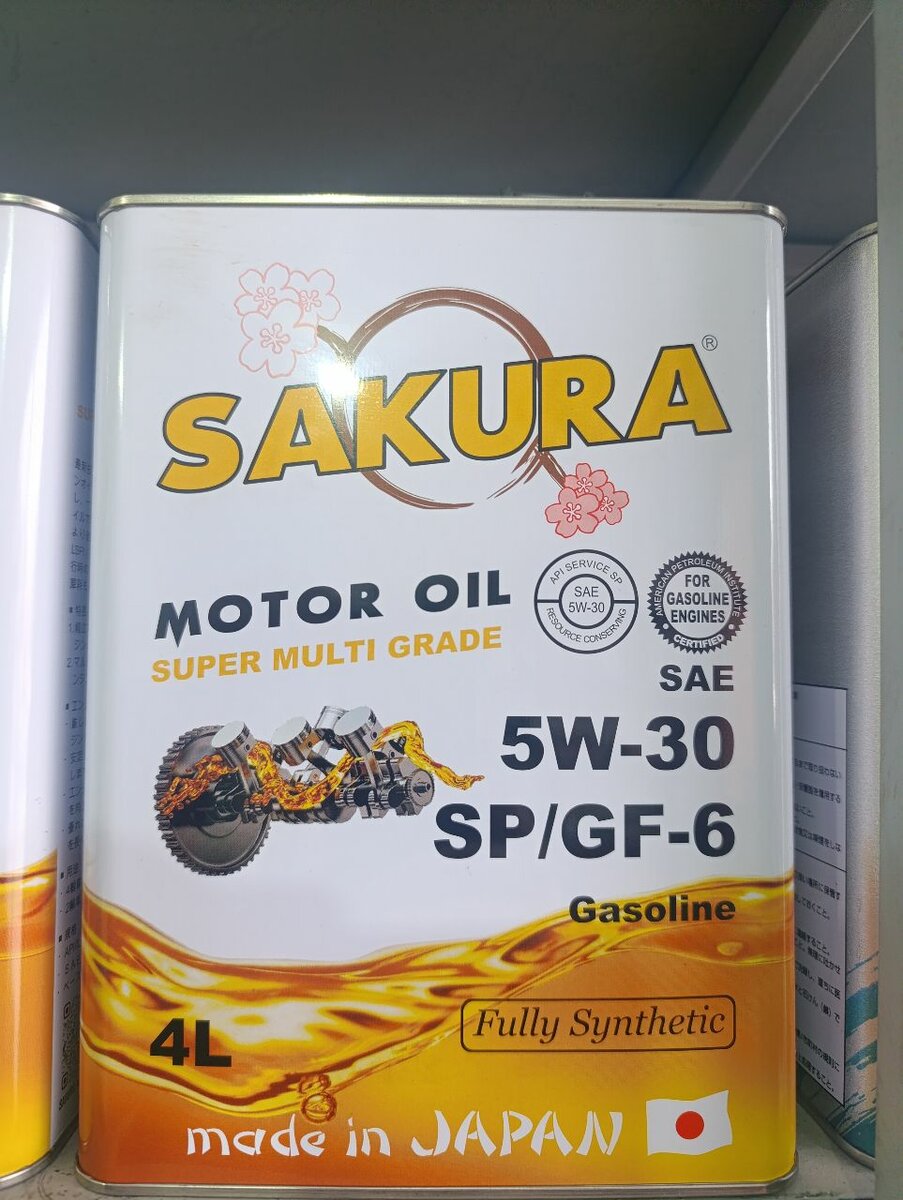 SAKURA®
MOTOR OIL
SUPER MULTI GRADE
API SERVICE SP
SAE
5W-30
RESOURCE CONSERVING
AMERICAN PETROLEUM INSTITUTE
FOR
GASOLINE
ENGINES
CERTIFIED
SAE
5W-30
SP/GF-6
Gasoline
4L
Fully Synthetic
made in JAPAN